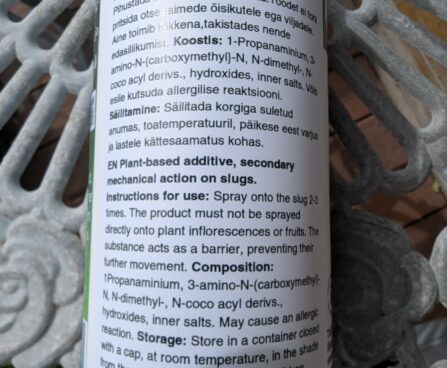 Pihustada
pritsida otse taimede õisikutele ega viljadele.
Aine toimib tõkkena,takistades nende
edasiliikumist. Koostis: 1-Propanaminium, 3-
amino-N-(carboxymethyl)-N, N-dimethyl-, N-
coco acyl derivs., hydroxides, inner salts. Võib
esile kutsuda allergilise reaktsiooni.
Säilitamine: Säilitada korgiga suletud
anumas, toatemperatuuril, päikese eest varjus
ja lastele kättesaamatus kohas.
EN Plant-based additive, secondary
mechanical action on slugs.
Instructions for use: Spray onto the slug 2-3
times. The product must not be sprayed
directly onto plant inflorescences or fruits. The
substance acts as a barrier, preventing their
further movement. Composition:
1Propanaminium, 3-amino-N-(carboxymethyl)-
N, N-dimethyl-, N-coco acyl derivs.,
hydroxides, inner salts. May cause an allergic
reaction. Storage: Store in a container closed
with a cap, at room temperature, in the shade
from the